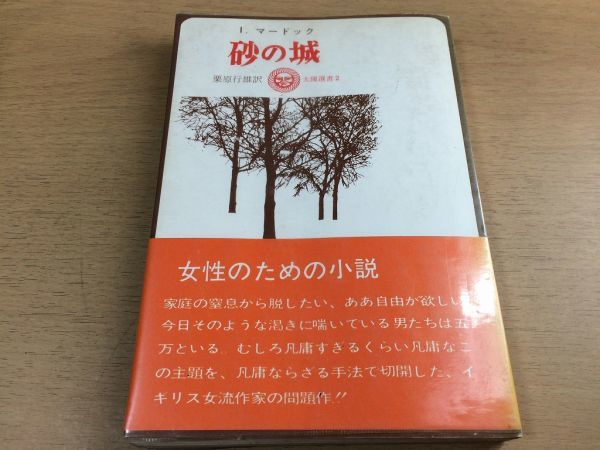 I. マードック
砂の城
栗原行雄訳
太陽選書2
女性のための小説
家庭の窒息から脱したい、ああ自由が欲しい
今日そのような渇きに喘いている男たちは五
万といる。むしろ凡庸すぎるくらい凡庸なこ
の主題を、凡庸ならざる手法て切開した、イ
ギリス女流作家の問題作!!